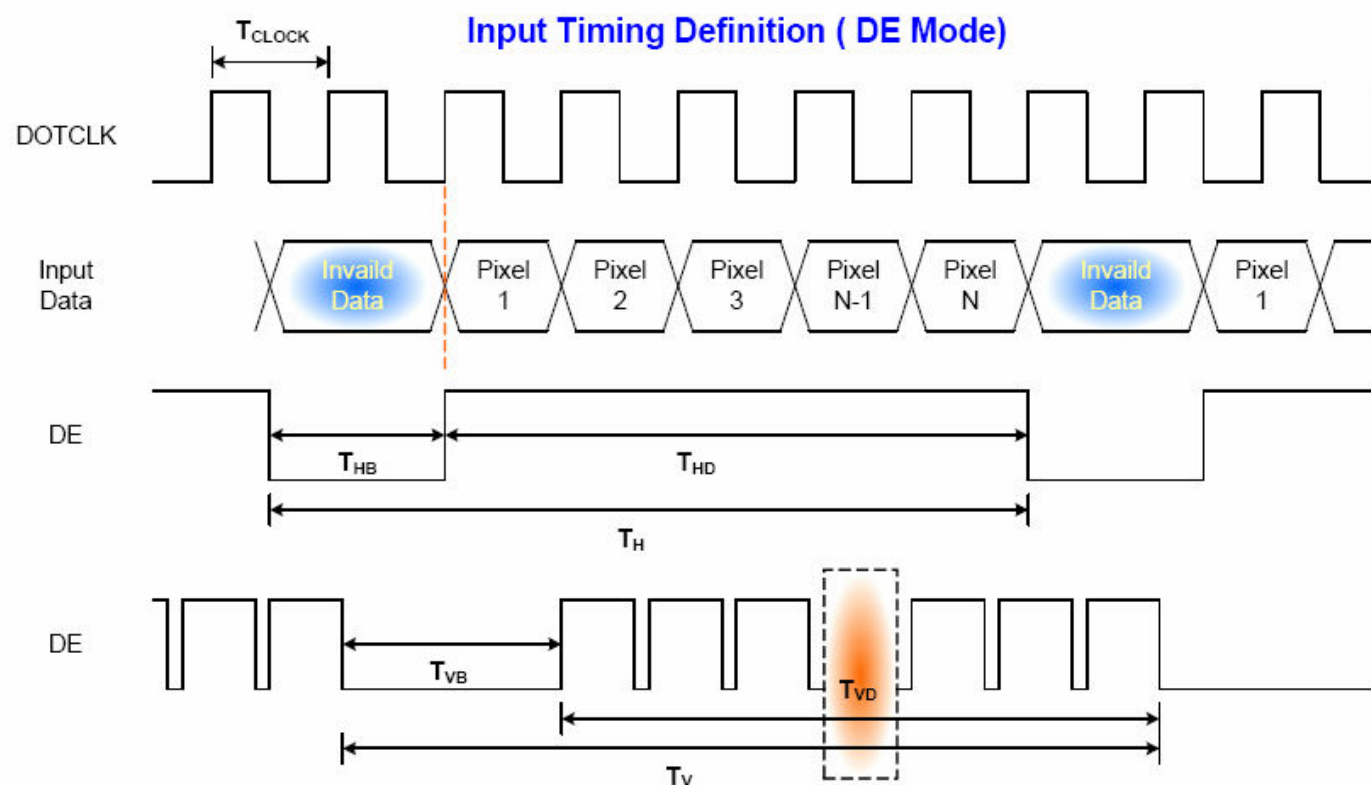 Input Timing Definition ( DE Mode)
TCLOCK
DOTCLK
Input
Data
Invaild
Data
Pixel
1
Pixel
2
Pixel
3
Pixel
N-1
Pixel
N
Invaild
Data
Pixel
1
DE
THB
THD
TH
DE
TVB
TVD
TV